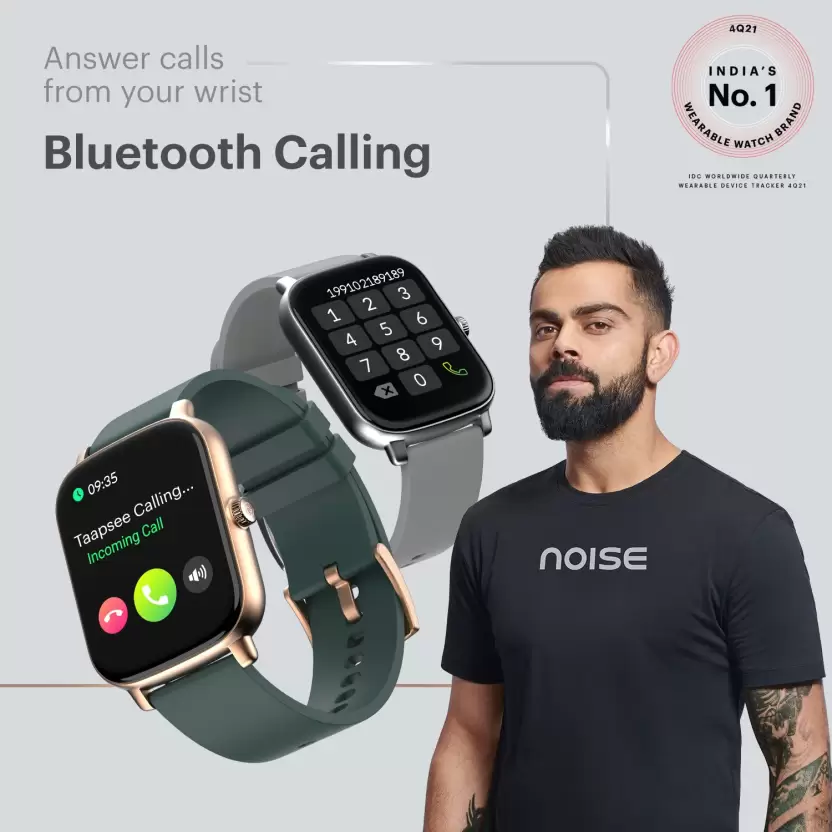 Answer calls
from your wrist
Bluetooth Calling
4Q21
INDIA'S
No. 1
WEARABLE WATCH BRAND
IDC WORLDWIDE QUARTERLY
WEARABLE DEVICE TRACKER 4Q21
199102189189
1 2 3
4 5 6
7 8 9
0
09:35
Taapsee Calling...
Incoming Call
NOISE